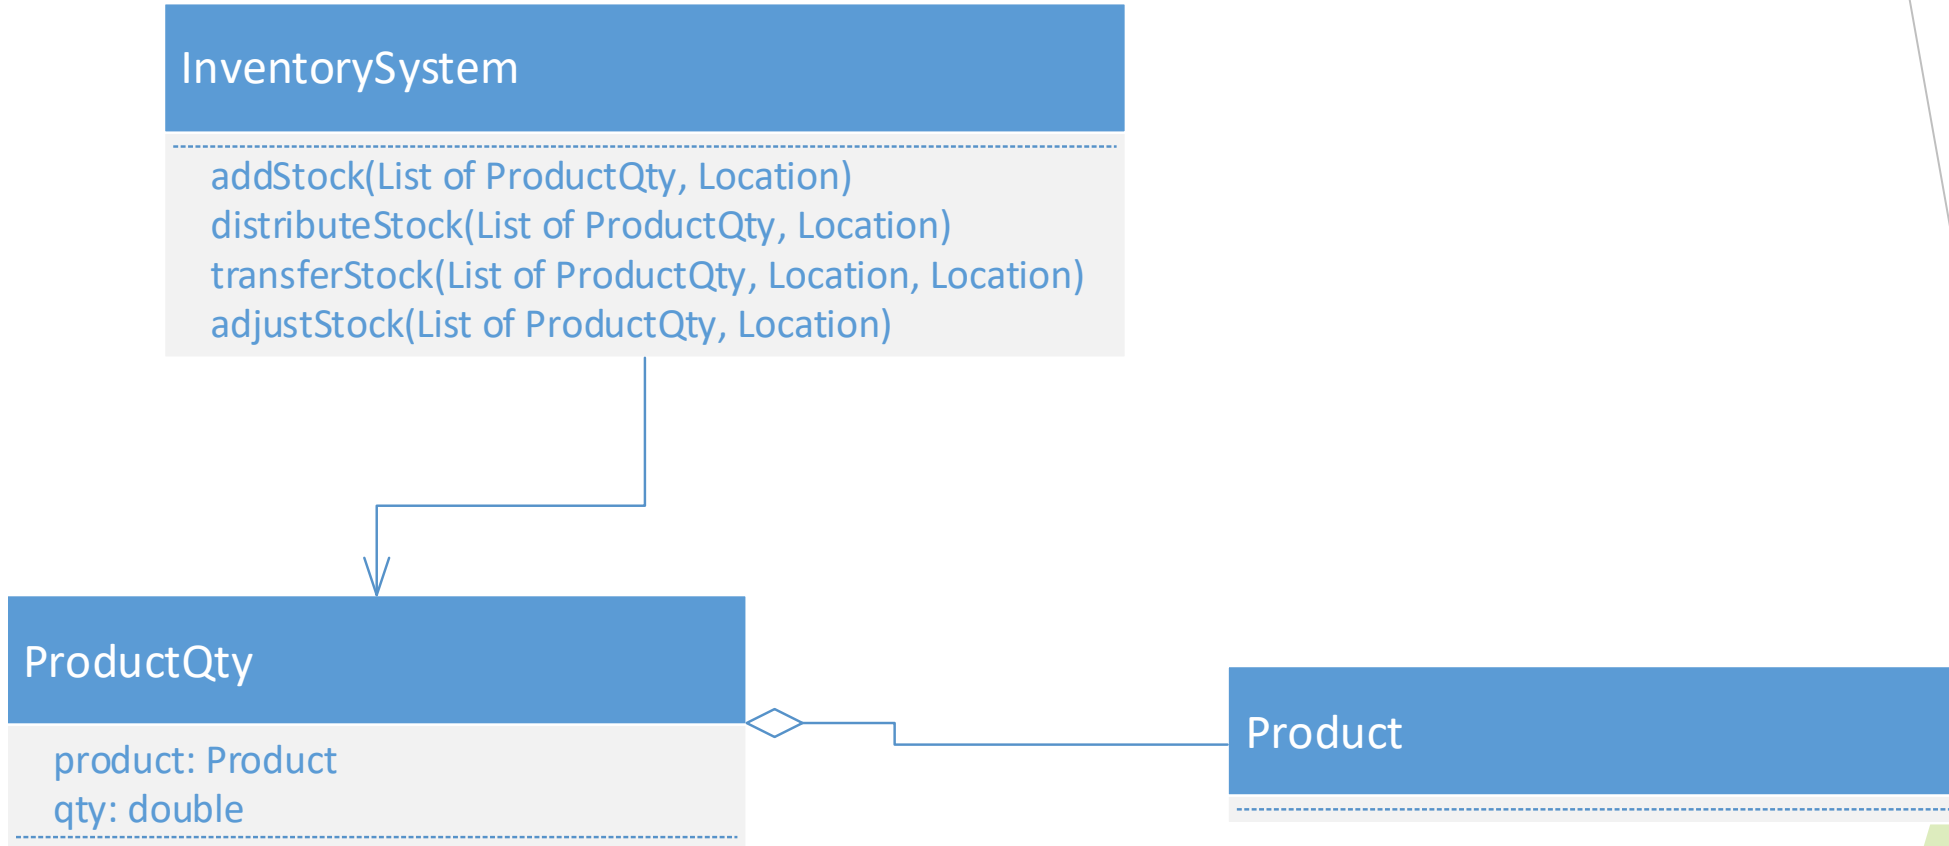 InventorySystem
addStock(List of ProductQty, Location)
distributeStock(List of ProductQty, Location)
transferStock(List of ProductQty, Location, Location)
adjustStock(List of ProductQty, Location)
ProductQty
product: Product
qty: double
Product